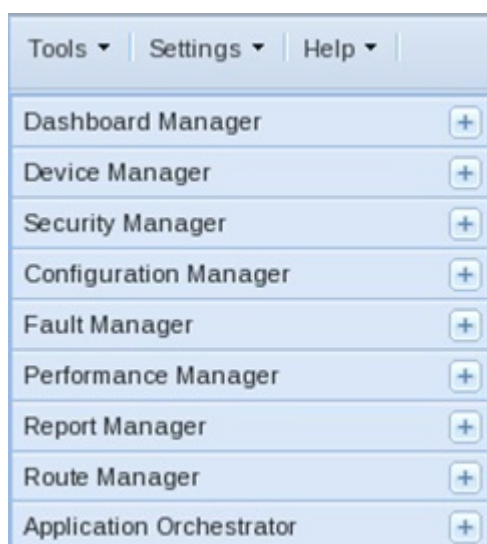 Tools Settings Help
Dashboard Manager
Device Manager
Security Manager
Configuration Manager
Fault Manager
Performance Manager
Report Manager
Route Manager
Application Orchestrator